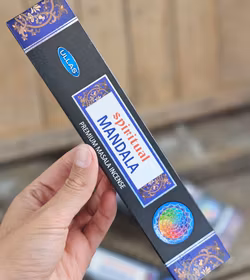 ULLAS
spiritual
MANDALA
PREMIUM MASALA INCENSE